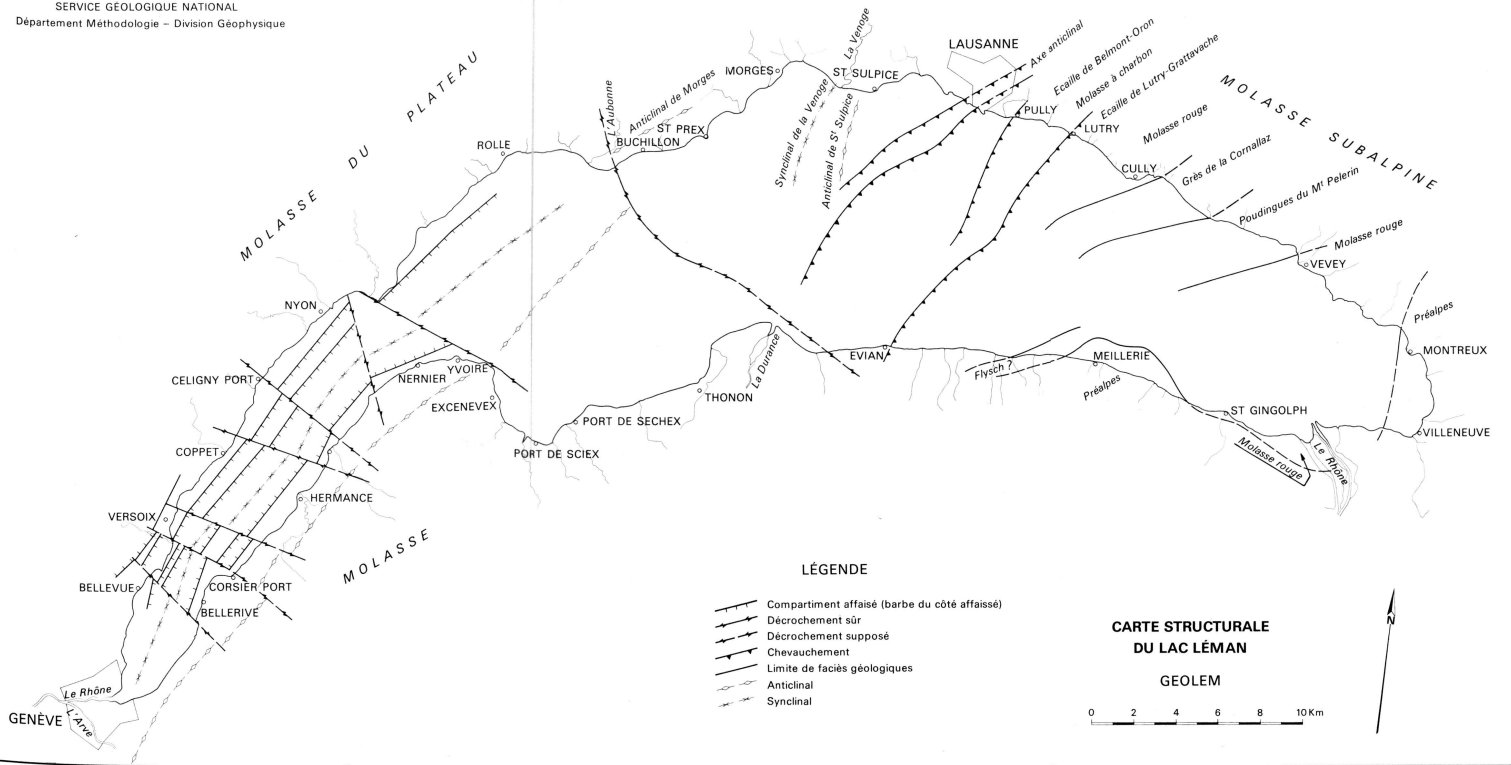 SERVICE GÉOLOGIQUE NATIONAL
Département Méthodologie – Division Géophysique
MOLASSE DU PLATEAU
MOLASSE SUBALPINE
MOLASSE
LAUSANNE
MORGES
ST SULPICE
La Venoge
Anticlinal de Morges
L'Aubonne
ST PREX
BUCHILLON
ROLLE
Synclinal de la Venoge
Anticlinal de St Sulpice
Axe anticlinal
Ecaille de Belmont-Oron
Molasse à charbon
Ecaille de Lutry-Grattavache
PULLY
LUTRY
Molasse rouge
CULLY
Grès de la Cornallaz
Poudingues du Mt Pelerin
Molasse rouge
VEVEY
Préalpes
MONTREUX
VILLENEUVE
NYON
CELIGNY PORT
COPPET
VERSOIX
BELLEVUE
GENÈVE
Le Rhône
L'Arve
BELLERIVE
CORSIER PORT
HERMANCE
NERNIER
YVOIRE
EXCENEVEX
PORT DE SCIEX
PORT DE SECHEX
THONON
La Durance
EVIAN
Flysch ?
MEILLERIE
Préalpes
ST GINGOLPH
Molasse rouge
Le Rhône
LÉGENDE
Compartiment affaisé (barbe du côté affaissé)
Décrochement sûr
Décrochement supposé
Chevauchement
Limite de faciès géologiques
Anticlinal
Synclinal
CARTE STRUCTURALE
DU LAC LÉMAN
GEOLEM
0 2 4 6 8 10 Km
N